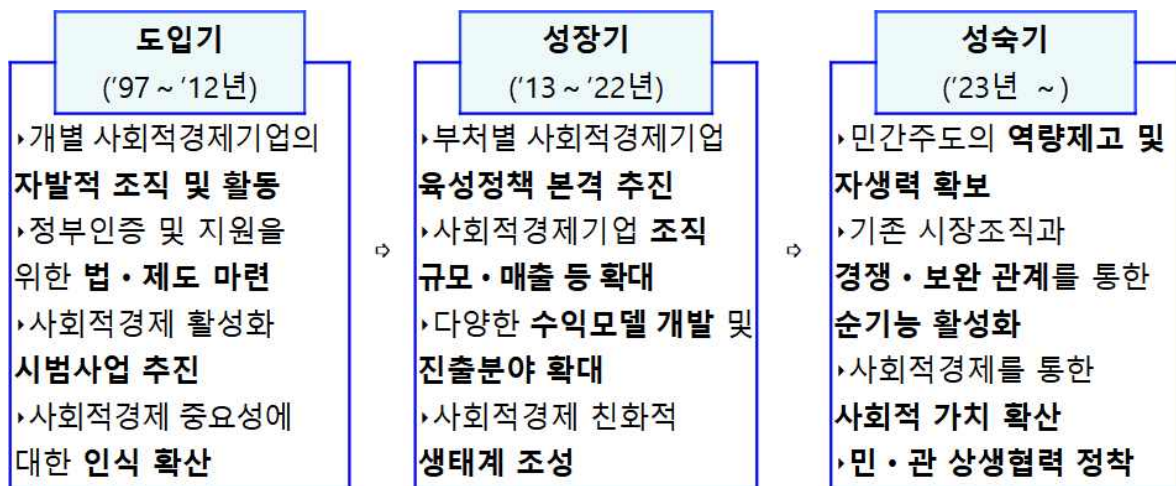 도입기
('97 ~ '12년)
‣개별 사회적경제기업의
자발적 조직 및 활동
‣정부인증 및 지원을
위한 법・제도 마련
‣사회적경제 활성화
시범사업 추진
‣사회적경제 중요성에
대한 인식 확산
⇨
성장기
('13 ~ '22년)
‣부처별 사회적경제기업
육성정책 본격 추진
‣사회적경제기업 조직
규모・매출 등 확대
‣다양한 수익모델 개발 및
진출분야 확대
‣사회적경제 친화적
생태계 조성
⇨
성숙기
('23년 ~)
‣민간주도의 역량제고 및
자생력 확보
‣기존 시장조직과
경쟁・보완 관계를 통한
순기능 활성화
‣사회적경제를 통한
사회적 가치 확산
‣민・관 상생협력 정착